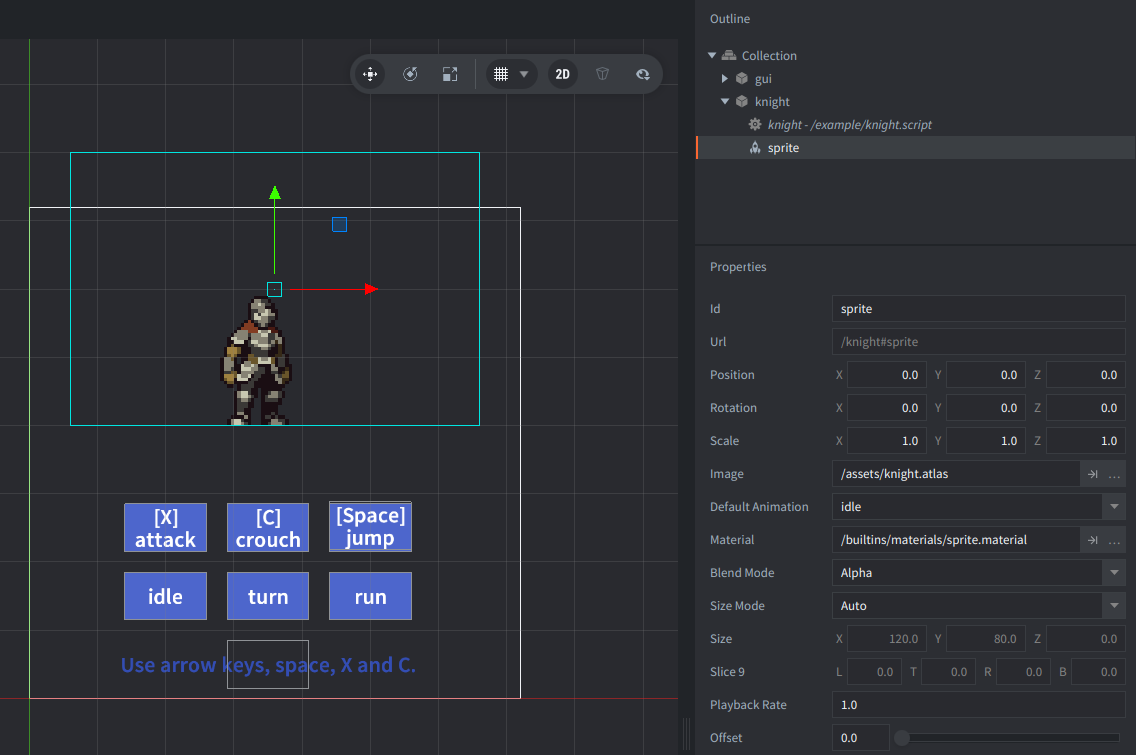 2D
[X]
attack
[C]
crouch
[Space]
jump
idle
turn
run
Use arrow keys, space, X and C.
Outline
Collection
gui
knight
knight - /example/knight.script
sprite
Properties
Id sprite
Url /knight#sprite
Position X 0.0 Y 0.0 Z 0.0
Rotation X 0.0 Y 0.0 Z 0.0
Scale X 1.0 Y 1.0 Z 1.0
Image /assets/knight.atlas ...
Default Animation idle
Material /builtins/materials/sprite.material ...
Blend Mode Alpha
Size Mode Auto
Size X 120.0 Y 80.0 Z 0.0
Slice 9 L 0.0 T 0.0 R 0.0 B 0.0
Playback Rate 1.0
Offset 0.0